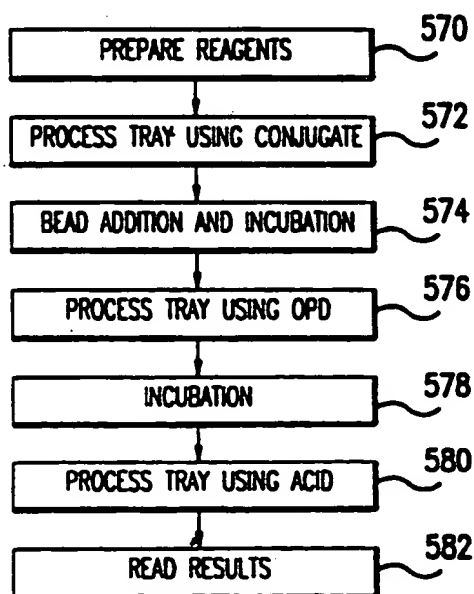 570
PREPARE REAGENTS
572
PROCESS TRAY USING CONJUGATE
574
BEAD ADDITION AND INCUBATION
576
PROCESS TRAY USING OPD
578
INCUBATION
580
PROCESS TRAY USING ACID
582
READ RESULTS